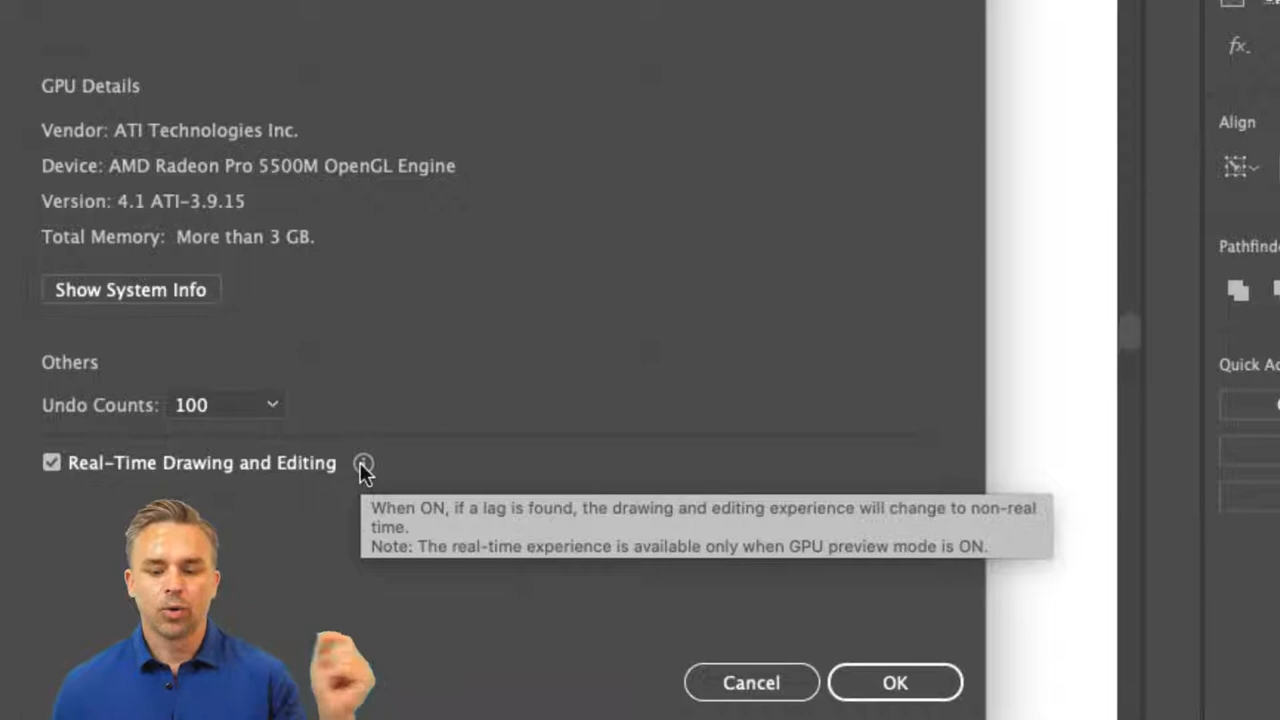 GPU Details
Vendor: ATI Technologies Inc.
Device: AMD Radeon Pro 5500M OpenGL Engine
Version: 4.1 ATI-3.9.15
Total Memory: More than 3 GB.
Show System Info
Others
Undo Counts: 100
Real-Time Drawing and Editing
When ON, if a lag is found, the drawing and editing experience will change to non-real
time.
Note: The real-time experience is available only when GPU preview mode is ON.
Cancel
OK
fx.
Align
Pathfind
Quick Ac